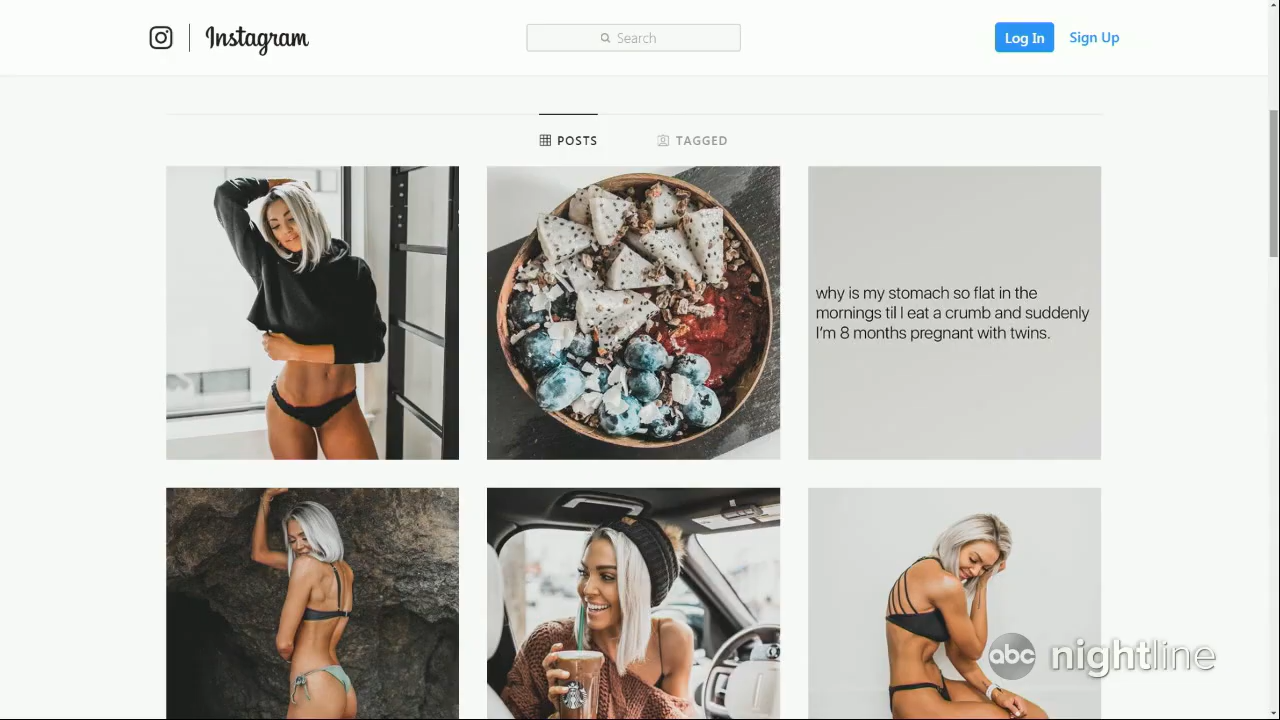 Instagram
Search
Log In
Sign Up
POSTS
TAGGED
why is my stomach so flat in the
mornings til I eat a crumb and suddenly
I'm 8 months pregnant with twins.
abc nightline